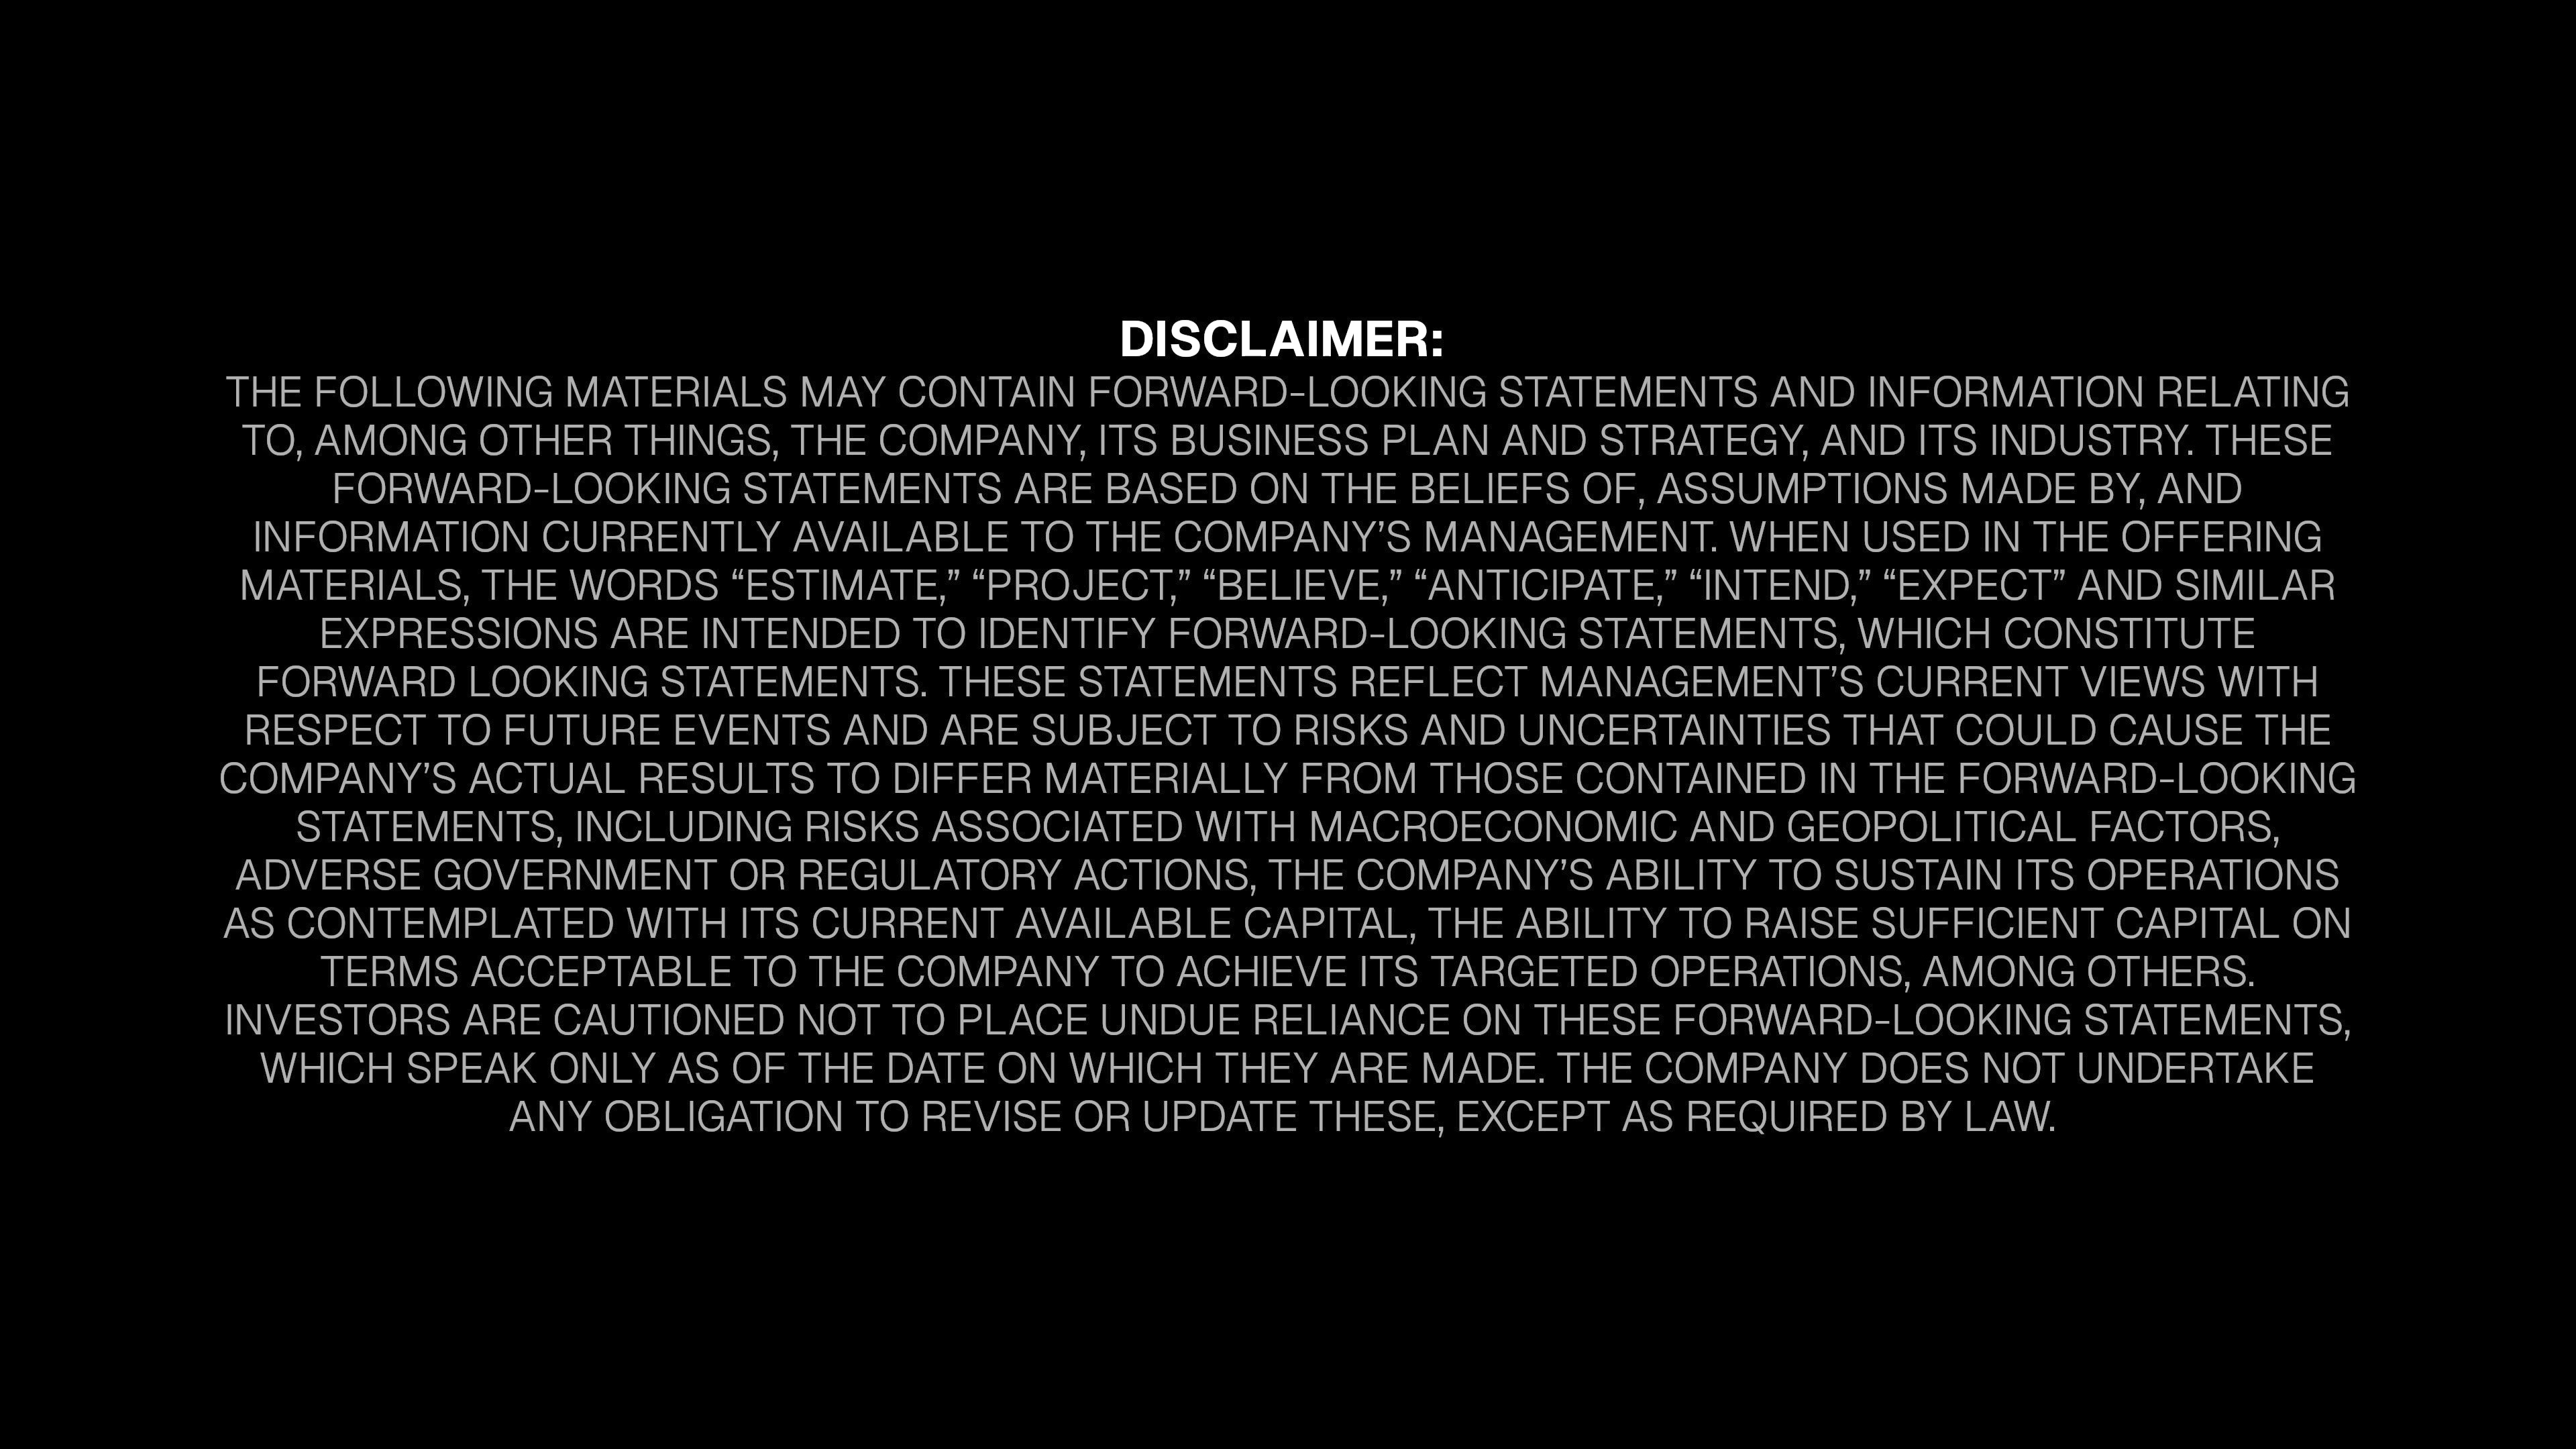 DISCLAIMER:
THE FOLLOWING MATERIALS MAY CONTAIN FORWARD-LOOKING STATEMENTS AND INFORMATION RELATING
TO, AMONG OTHER THINGS, THE COMPANY, ITS BUSINESS PLAN AND STRATEGY, AND ITS INDUSTRY. THESE
FORWARD-LOOKING STATEMENTS ARE BASED ON THE BELIEFS OF, ASSUMPTIONS MADE BY, AND
INFORMATION CURRENTLY AVAILABLE TO THE COMPANY’S MANAGEMENT. WHEN USED IN THE OFFERING
MATERIALS, THE WORDS “ESTIMATE,” “PROJECT,” “BELIEVE,” “ANTICIPATE,” “INTEND,” “EXPECT” AND SIMILAR
EXPRESSIONS ARE INTENDED TO IDENTIFY FORWARD-LOOKING STATEMENTS, WHICH CONSTITUTE
FORWARD LOOKING STATEMENTS. THESE STATEMENTS REFLECT MANAGEMENT’S CURRENT VIEWS WITH
RESPECT TO FUTURE EVENTS AND ARE SUBJECT TO RISKS AND UNCERTAINTIES THAT COULD CAUSE THE
COMPANY’S ACTUAL RESULTS TO DIFFER MATERIALLY FROM THOSE CONTAINED IN THE FORWARD-LOOKING
STATEMENTS, INCLUDING RISKS ASSOCIATED WITH MACROECONOMIC AND GEOPOLITICAL FACTORS,
ADVERSE GOVERNMENT OR REGULATORY ACTIONS, THE COMPANY’S ABILITY TO SUSTAIN ITS OPERATIONS
AS CONTEMPLATED WITH ITS CURRENT AVAILABLE CAPITAL, THE ABILITY TO RAISE SUFFICIENT CAPITAL ON
TERMS ACCEPTABLE TO THE COMPANY TO ACHIEVE ITS TARGETED OPERATIONS, AMONG OTHERS.
INVESTORS ARE CAUTIONED NOT TO PLACE UNDUE RELIANCE ON THESE FORWARD-LOOKING STATEMENTS,
WHICH SPEAK ONLY AS OF THE DATE ON WHICH THEY ARE MADE. THE COMPANY DOES NOT UNDERTAKE
ANY OBLIGATION TO REVISE OR UPDATE THESE, EXCEPT AS REQUIRED BY LAW.